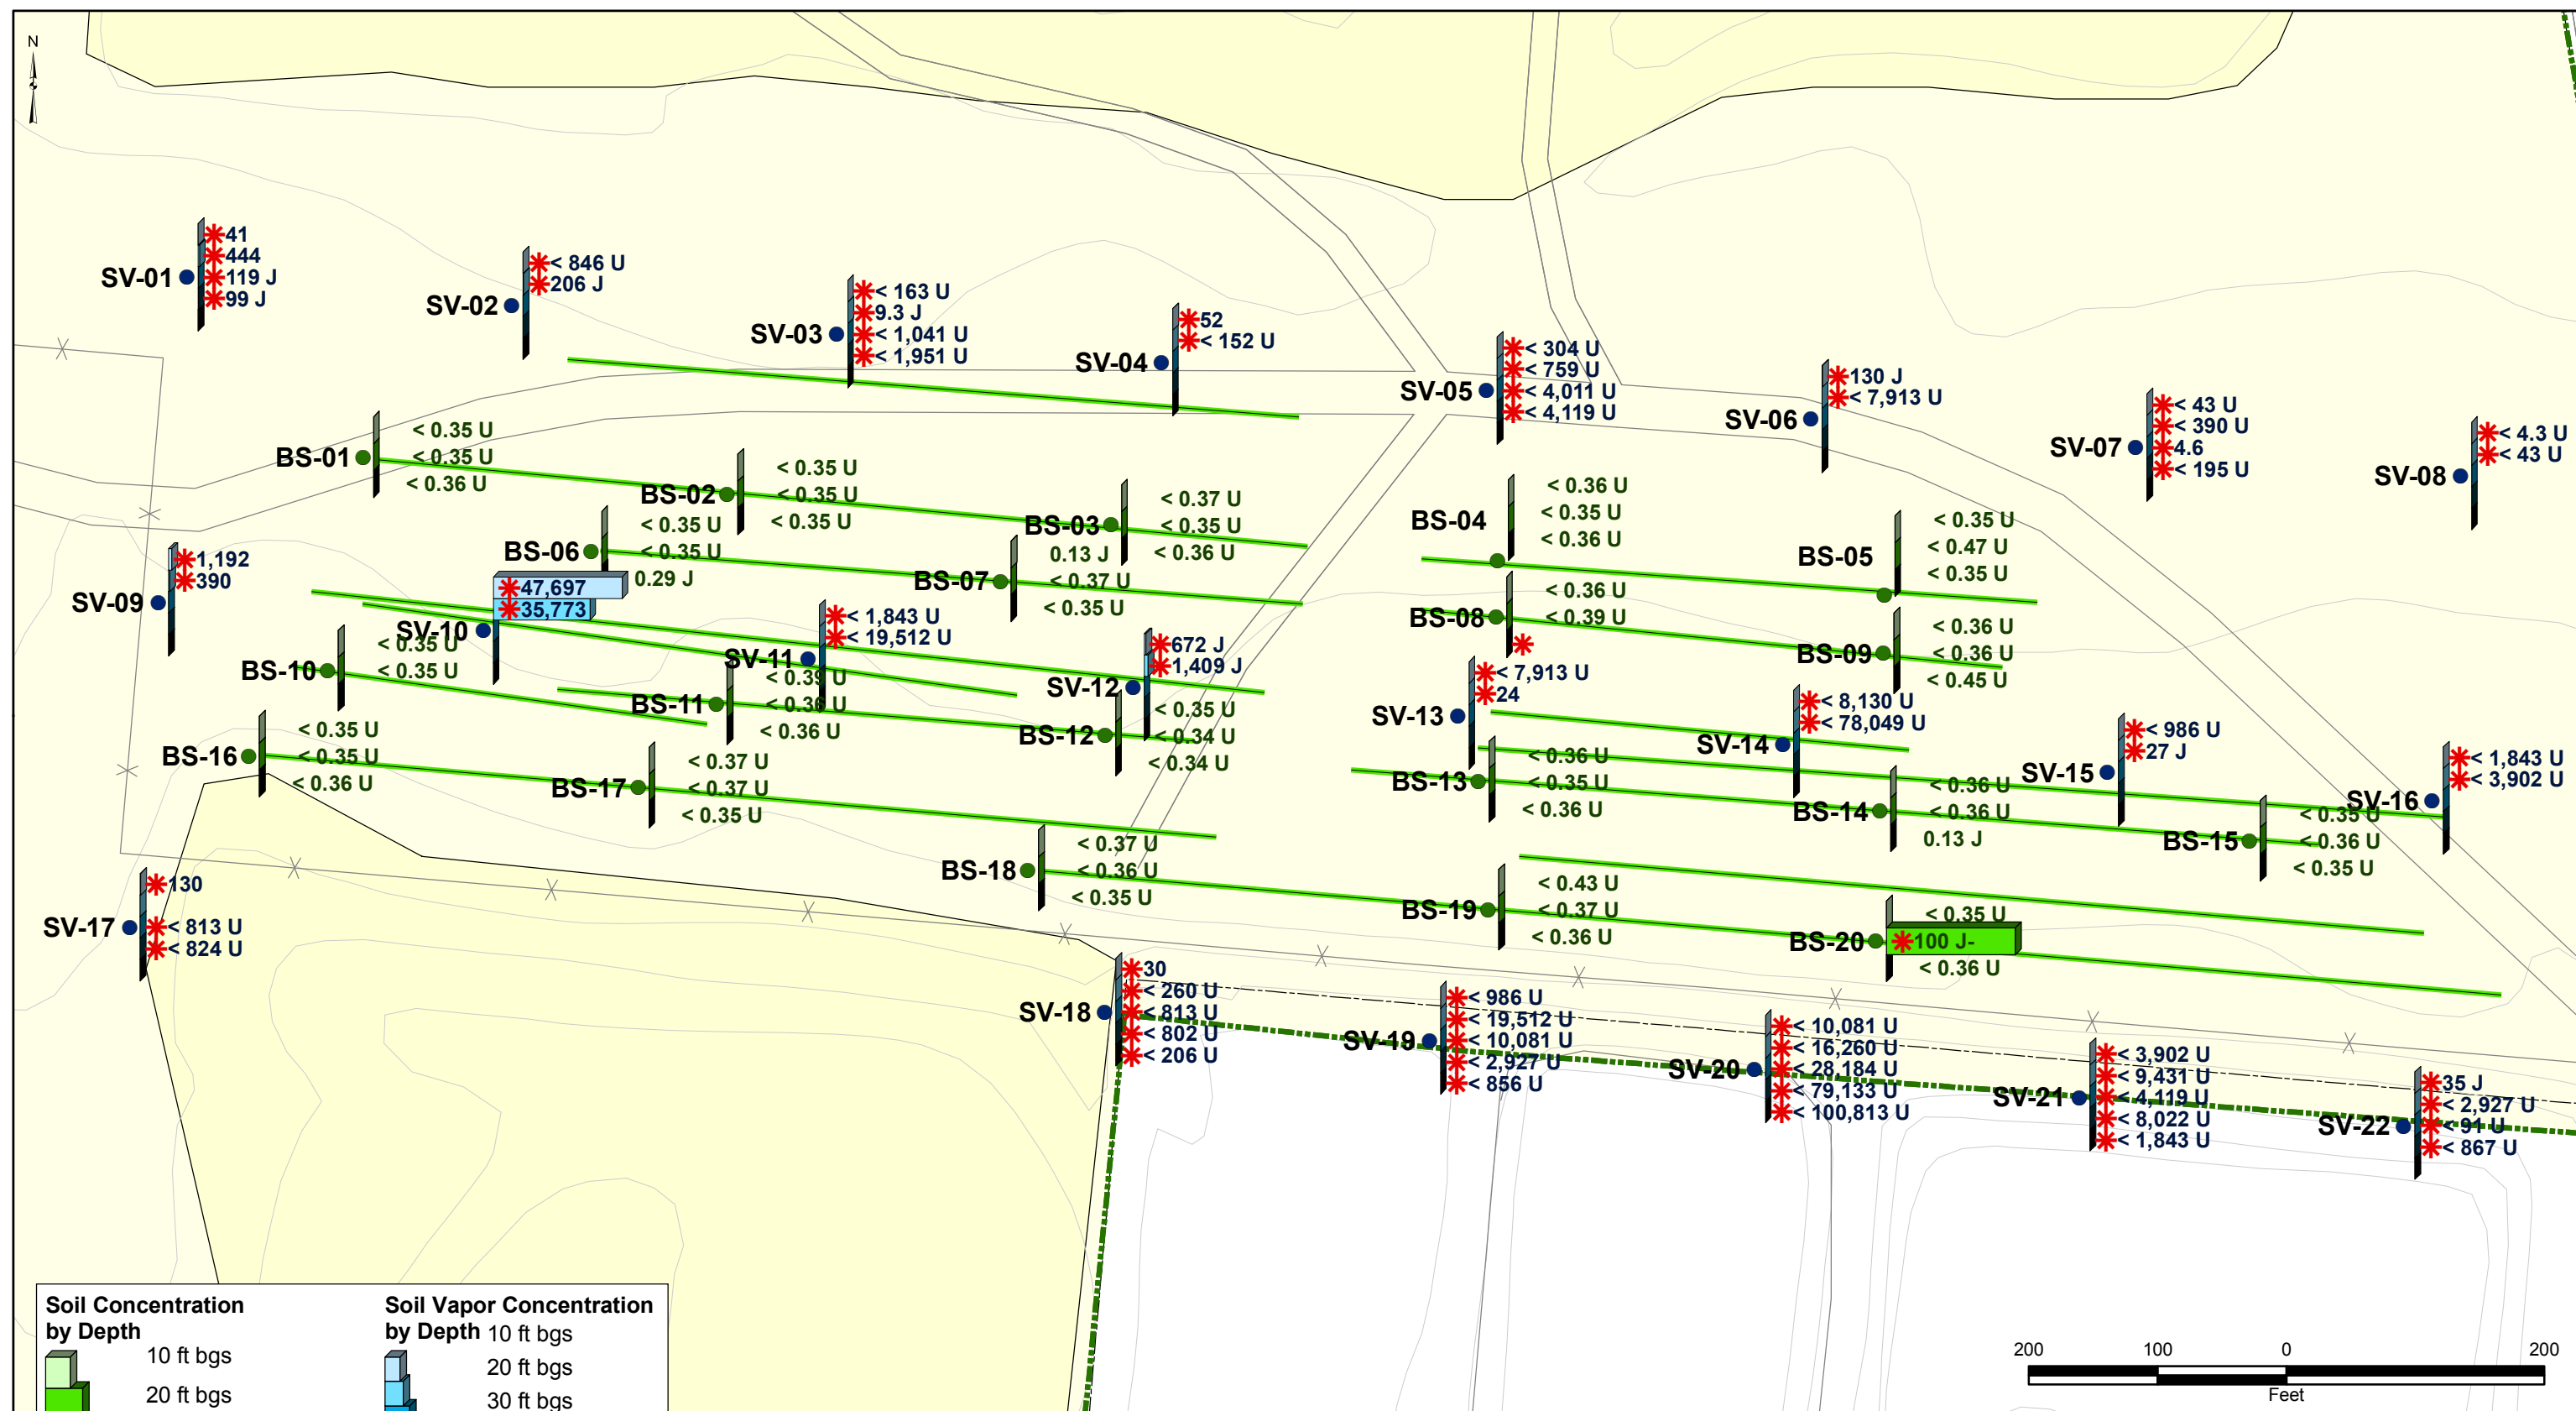 N
SV-01
41
444
119 J
99 J
SV-02
< 846 U
206 J
SV-03
< 163 U
9.3 J
< 1,041 U
< 1,951 U
SV-04
52
< 152 U
SV-05
< 304 U
< 759 U
< 4,011 U
< 4,119 U
SV-06
130 J
< 7,913 U
SV-07
< 43 U
< 390 U
4.6
< 195 U
SV-08
< 4.3 U
< 43 U
BS-01
< 0.35 U
< 0.35 U
< 0.36 U
BS-02
< 0.35 U
< 0.35 U
< 0.35 U
BS-03
< 0.37 U
< 0.35 U
< 0.36 U
BS-04
< 0.36 U
< 0.35 U
< 0.36 U
BS-05
< 0.35 U
< 0.47 U
< 0.35 U
BS-06
< 0.35 U
< 0.35 U
0.29 J
BS-07
0.13 J
< 0.37 U
< 0.35 U
BS-08
< 0.36 U
< 0.39 U
BS-09
< 0.36 U
< 0.36 U
< 0.45 U
SV-09
1,192
390
SV-10
47,697
35,773
SV-11
< 1,843 U
< 19,512 U
SV-12
672 J
1,409 J
SV-13
< 7,913 U
24
SV-14
< 8,130 U
< 78,049 U
SV-15
< 986 U
27 J
SV-16
< 1,843 U
< 3,902 U
BS-10
< 0.35 U
< 0.35 U
BS-11
< 0.39 U
< 0.36 U
< 0.36 U
BS-12
< 0.35 U
< 0.34 U
< 0.34 U
BS-13
< 0.36 U
< 0.35 U
< 0.36 U
BS-14
< 0.36 U
< 0.36 U
0.13 J
BS-15
< 0.35 U
< 0.36 U
< 0.35 U
BS-16
< 0.35 U
< 0.35 U
< 0.36 U
BS-17
< 0.37 U
< 0.37 U
< 0.35 U
BS-18
< 0.37 U
< 0.36 U
< 0.35 U
BS-19
< 0.43 U
< 0.37 U
< 0.36 U
BS-20
< 0.35 U
100 J-
< 0.36 U
SV-17
130
< 813 U
< 824 U
SV-18
30
< 260 U
< 813 U
< 802 U
< 206 U
SV-19
< 986 U
< 19,512 U
< 10,081 U
< 2,927 U
< 856 U
SV-20
< 10,081 U
< 16,260 U
< 28,184 U
< 79,133 U
< 100,813 U
SV-21
< 3,902 U
< 9,431 U
< 4,119 U
< 8,022 U
< 1,843 U
SV-22
35 J
< 2,927 U
< 91 U
< 867 U
Soil Concentration
by Depth
10 ft bgs
20 ft bgs
Soil Vapor Concentration
by Depth
10 ft bgs
20 ft bgs
30 ft bgs
200 100 0 200
Feet